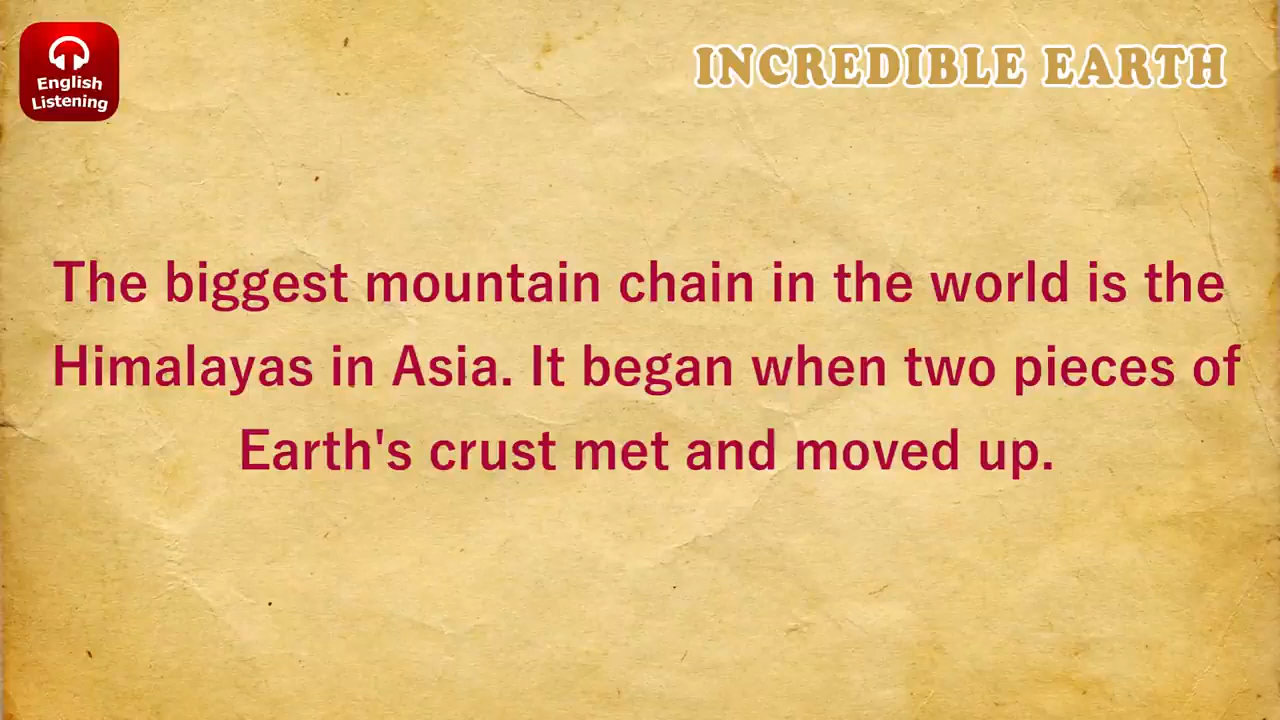 English
Listening
INCREDIBLE EARTH
The biggest mountain chain in the world is the
Himalayas in Asia. It began when two pieces of
Earth's crust met and moved up.